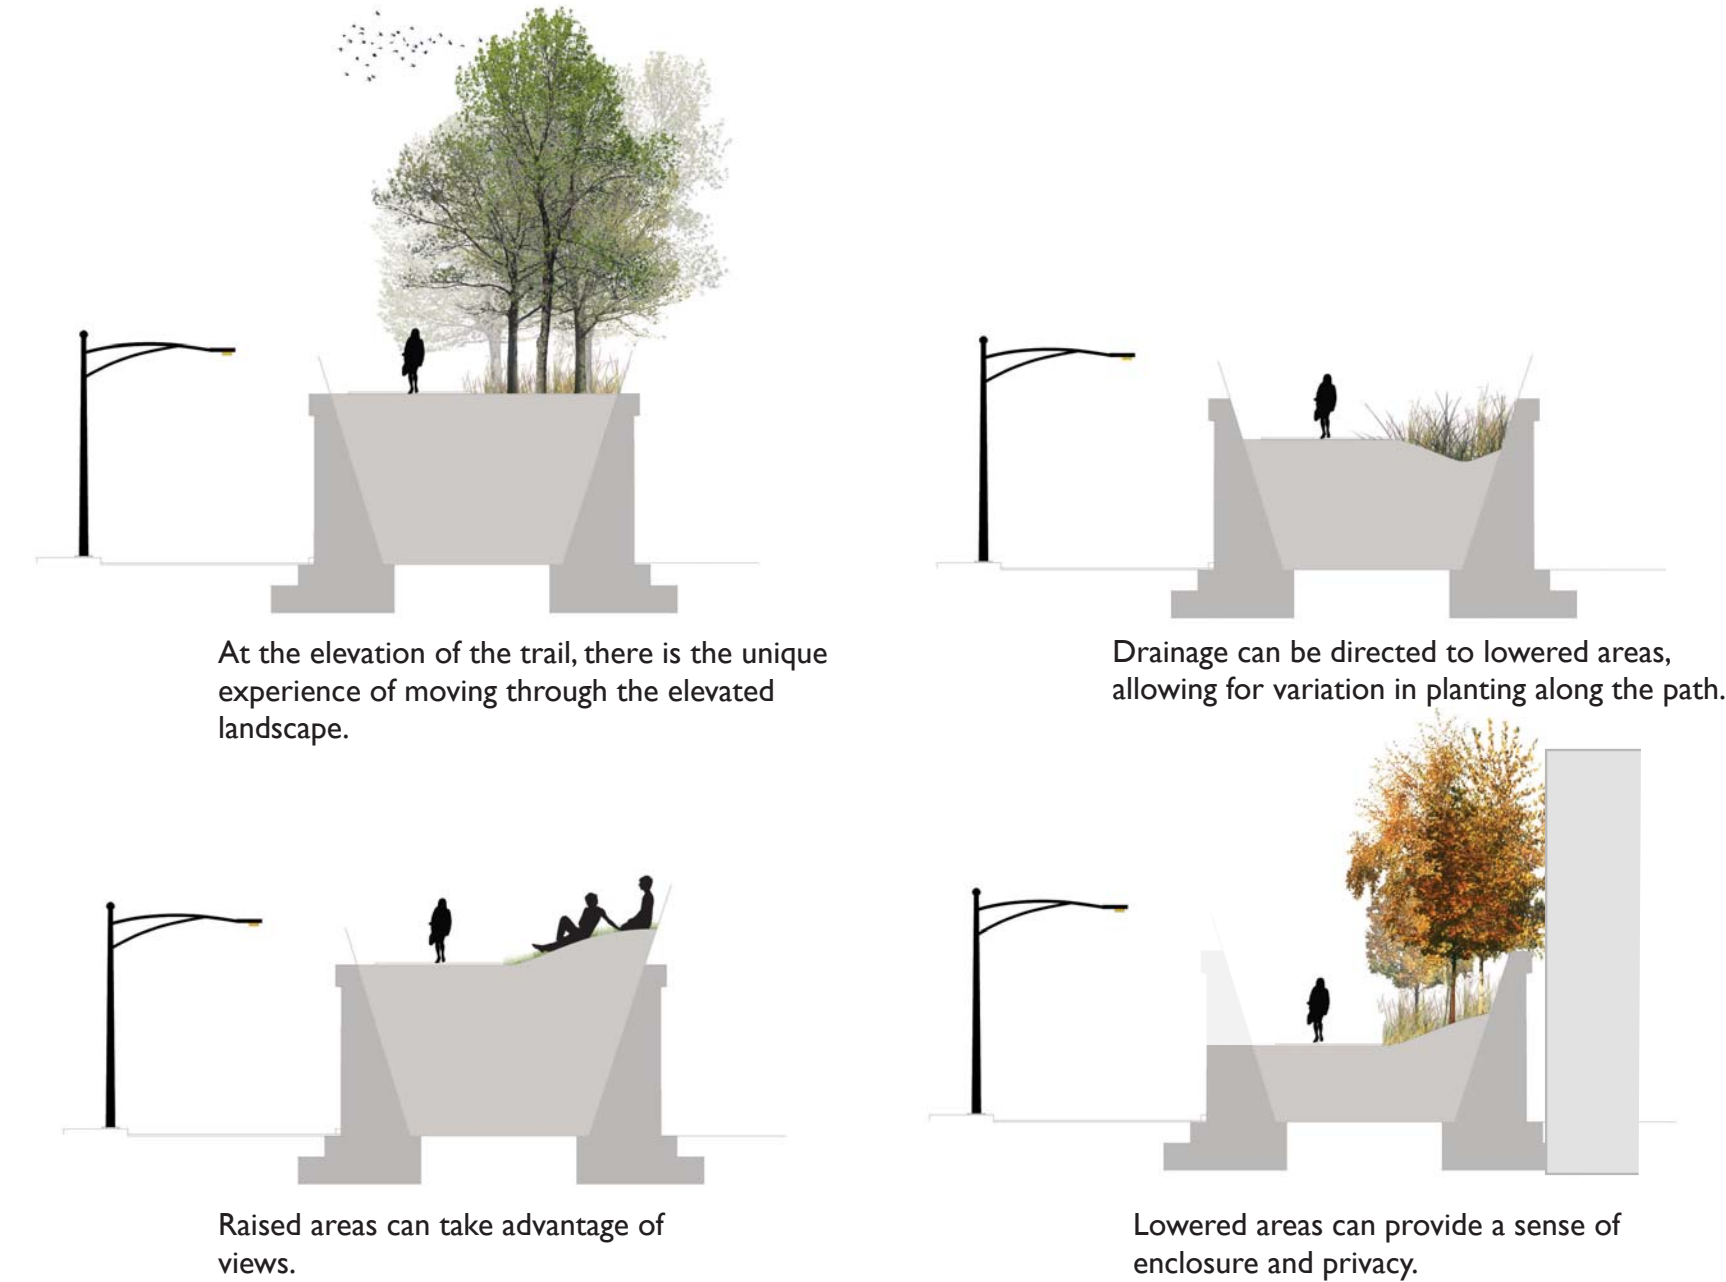 At the elevation of the trail, there is the unique
experience of moving through the elevated
landscape.
Drainage can be directed to lowered areas,
allowing for variation in planting along the path.
Raised areas can take advantage of
views.
Lowered areas can provide a sense of
enclosure and privacy.